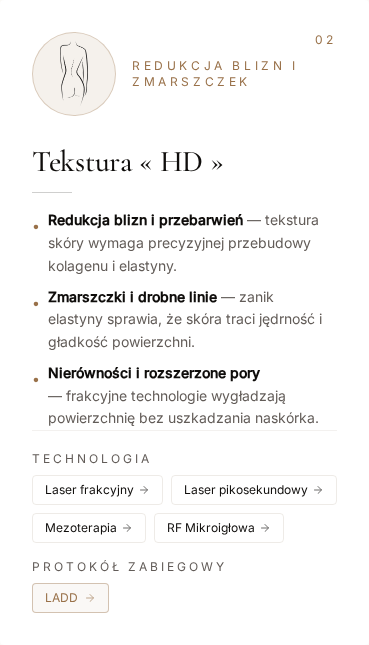 02
REDUKCJA BLIZN I
ZMARSZCZEK
Tekstura « HD »
• Redukcja blizn i przebarwień — tekstura
skóry wymaga precyzyjnej przebudowy
kolagenu i elastyny.
• Zmarszczki i drobne linie — zanik
elastyny sprawia, że skóra traci jędrność i
gładkość powierzchni.
• Nierówności i rozszerzone pory
— frakcyjne technologie wygładzają
powierzchnię bez uszkadzania naskórka.
TECHNOLOGIA
Laser frakcyjny → Laser pikosekundowy →
Mezoterapia → RF Mikroigłowa →
PROTOKÓŁ ZABIEGOWY
LADD →